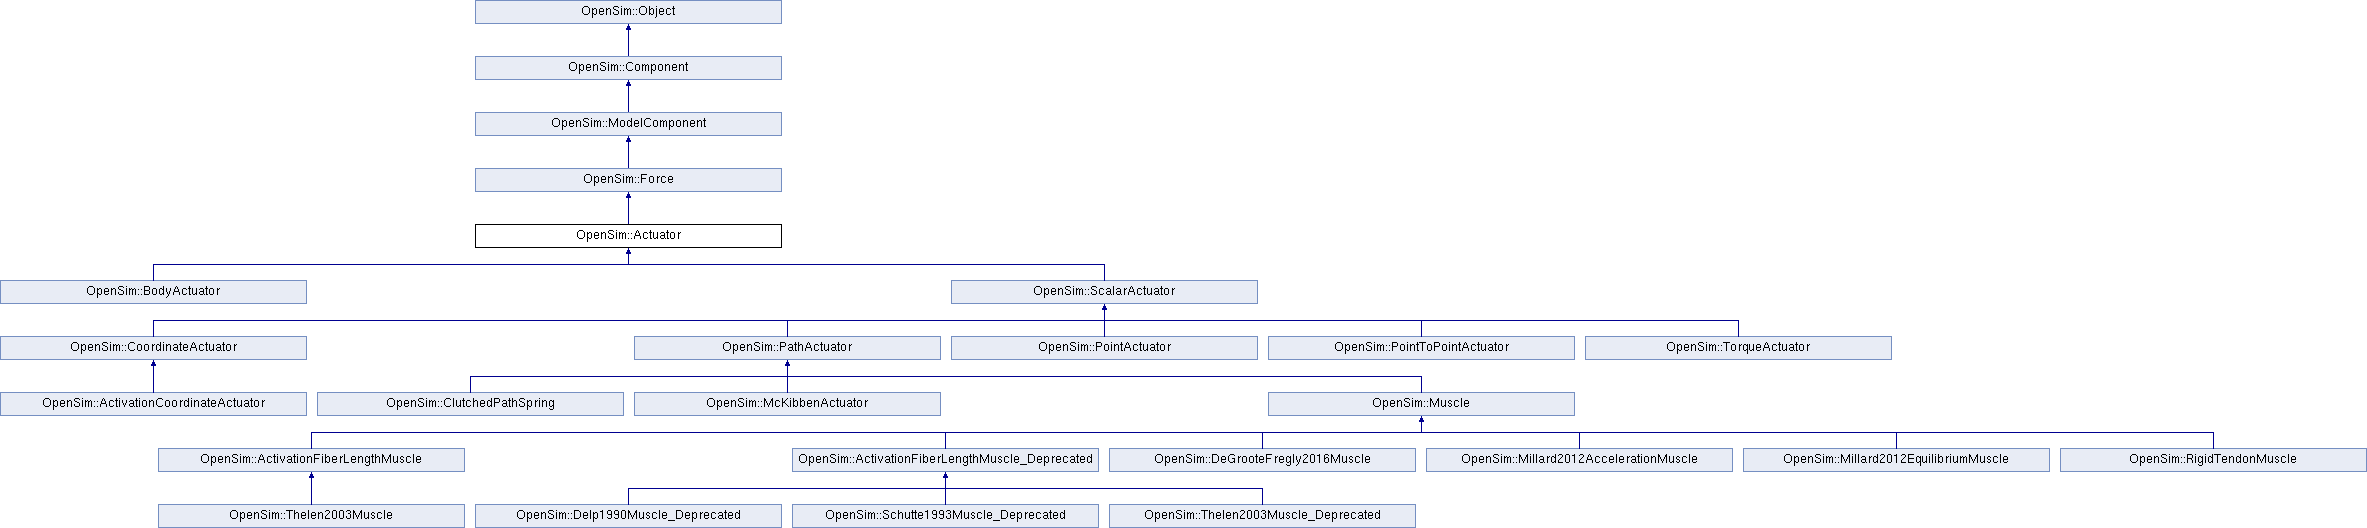 OpenSim::Object
OpenSim::Component
OpenSim::ModelComponent
OpenSim::Force
OpenSim::Actuator
OpenSim::BodyActuator
OpenSim::ScalarActuator
OpenSim::CoordinateActuator
OpenSim::PathActuator
OpenSim::PointActuator
OpenSim::PointToPointActuator
OpenSim::TorqueActuator
OpenSim::ActivationCoordinateActuator
OpenSim::ClutchedPathSpring
OpenSim::McKibbenActuator
OpenSim::Muscle
OpenSim::ActivationFiberLengthMuscle
OpenSim::ActivationFiberLengthMuscle_Deprecated
OpenSim::DeGrooteFregly2016Muscle
OpenSim::Millard2012AccelerationMuscle
OpenSim::Millard2012EquilibriumMuscle
OpenSim::RigidTendonMuscle
OpenSim::Thelen2003Muscle
OpenSim::Delp1990Muscle_Deprecated
OpenSim::Schutte1993Muscle_Deprecated
OpenSim::Thelen2003Muscle_Deprecated